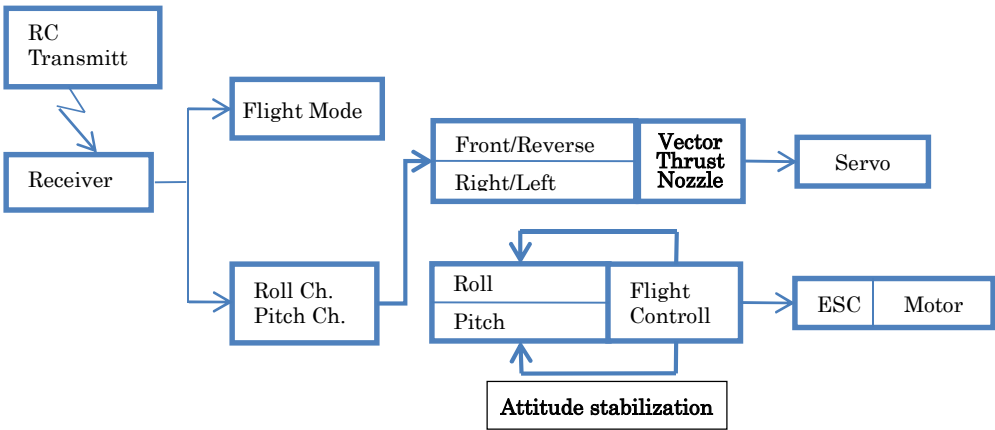 RC
Transmitt
Receiver
Flight Mode
Roll Ch.
Pitch Ch.
Front/Reverse
Right/Left
Vector
Thrust
Nozzle
Servo
Roll
Pitch
Flight
Controll
ESC
Motor
Attitude stabilization